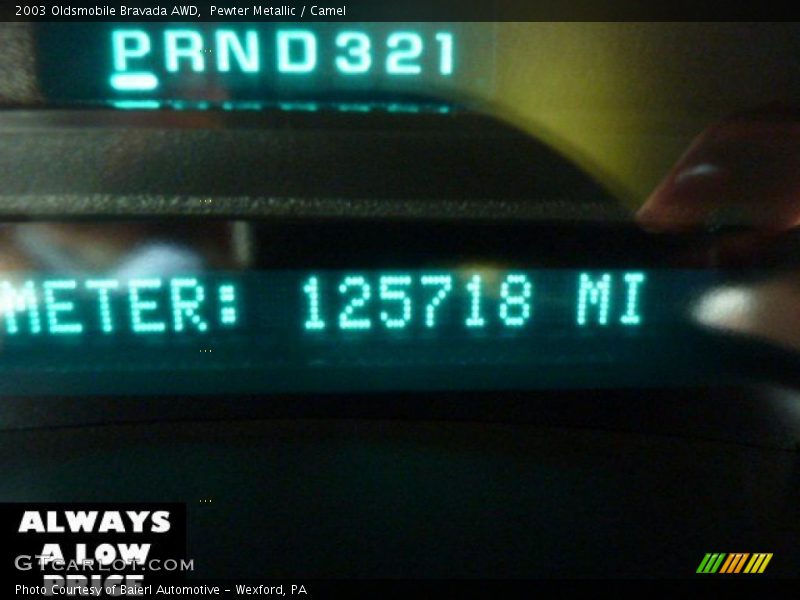 2003 Oldsmobile Bravada AWD, Pewter Metallic / Camel
PRND321
METER: 125718 MI
ALWAYS
A LOW
GTCARLOT.COM
PRICE
Photo Courtesy of Baierl Automotive – Wexford, PA